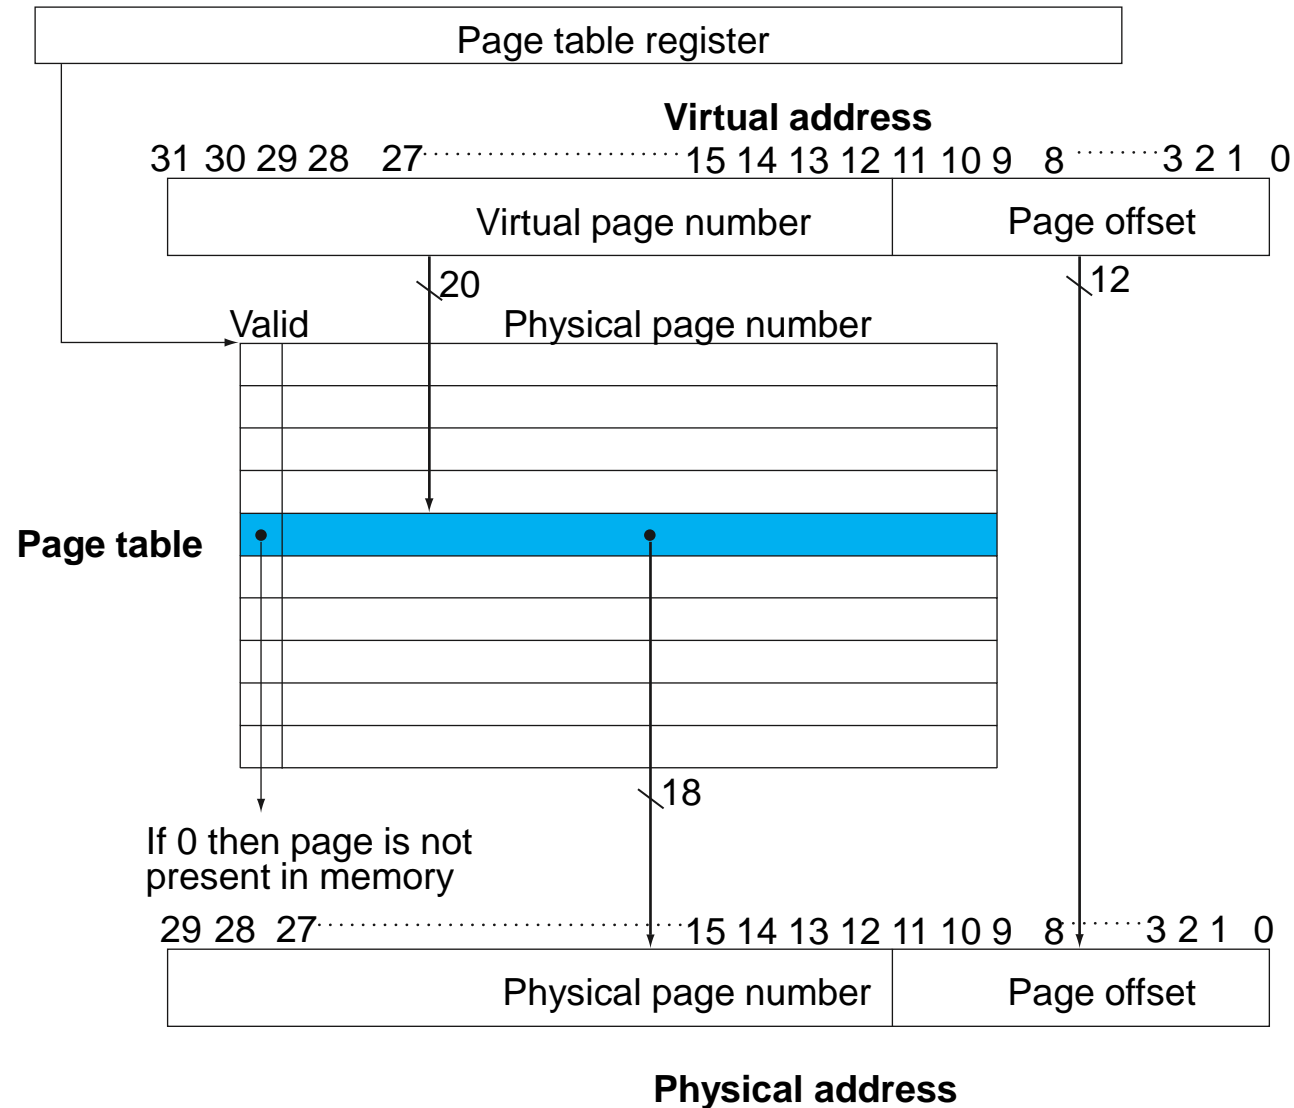 Page table register
Virtual address
31 30 29 28 27 15 14 13 12 11 10 9 8 3 2 1 0
Virtual page number Page offset
20 12
Valid Physical page number
Page table
18
If 0 then page is not
present in memory
29 28 27 15 14 13 12 11 10 9 8 3 2 1 0
Physical page number Page offset
Physical address